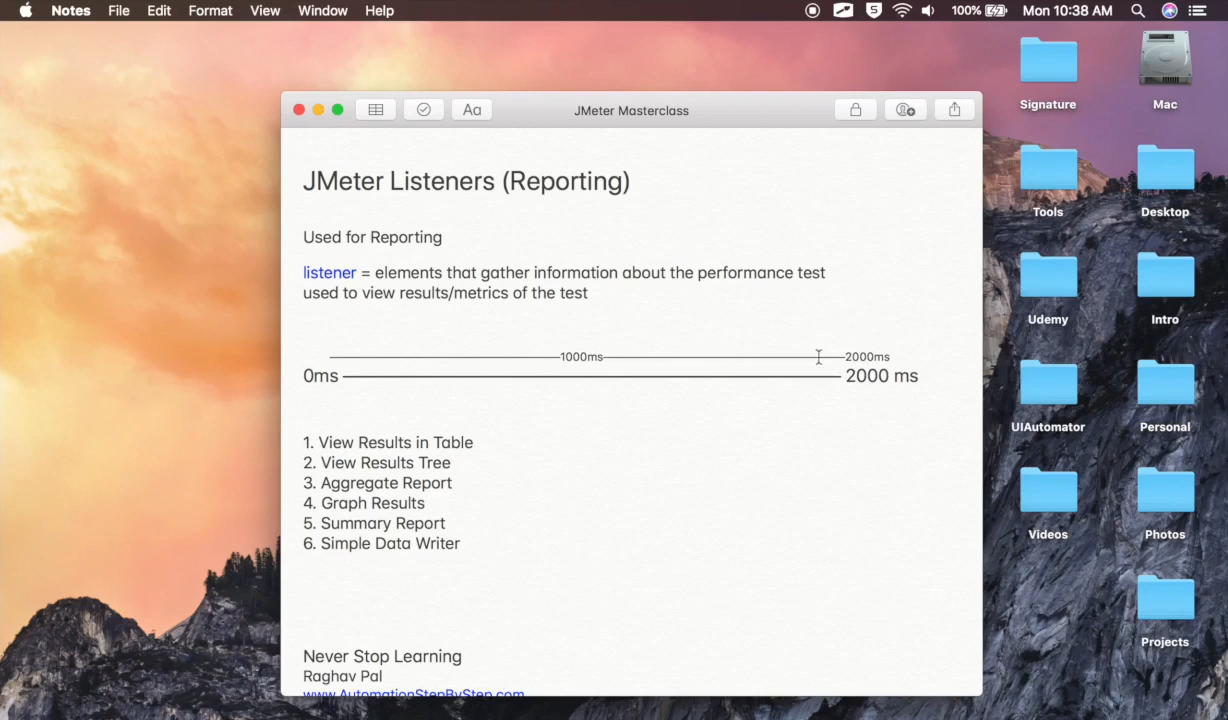 Notes File Edit Format View Window Help 100% Mon 10:38 AM
JMeter Masterclass
Aa
JMeter Listeners (Reporting)
Used for Reporting
listener = elements that gather information about the performance test
used to view results/metrics of the test
1000ms 2000ms
0ms 2000 ms
1. View Results in Table
2. View Results Tree
3. Aggregate Report
4. Graph Results
5. Summary Report
6. Simple Data Writer
Never Stop Learning
Raghav Pal
www.AutomationStepByStep.com
Signature
Mac
Tools
Desktop
Udemy
Intro
UIAutomator
Personal
Videos
Photos
Projects